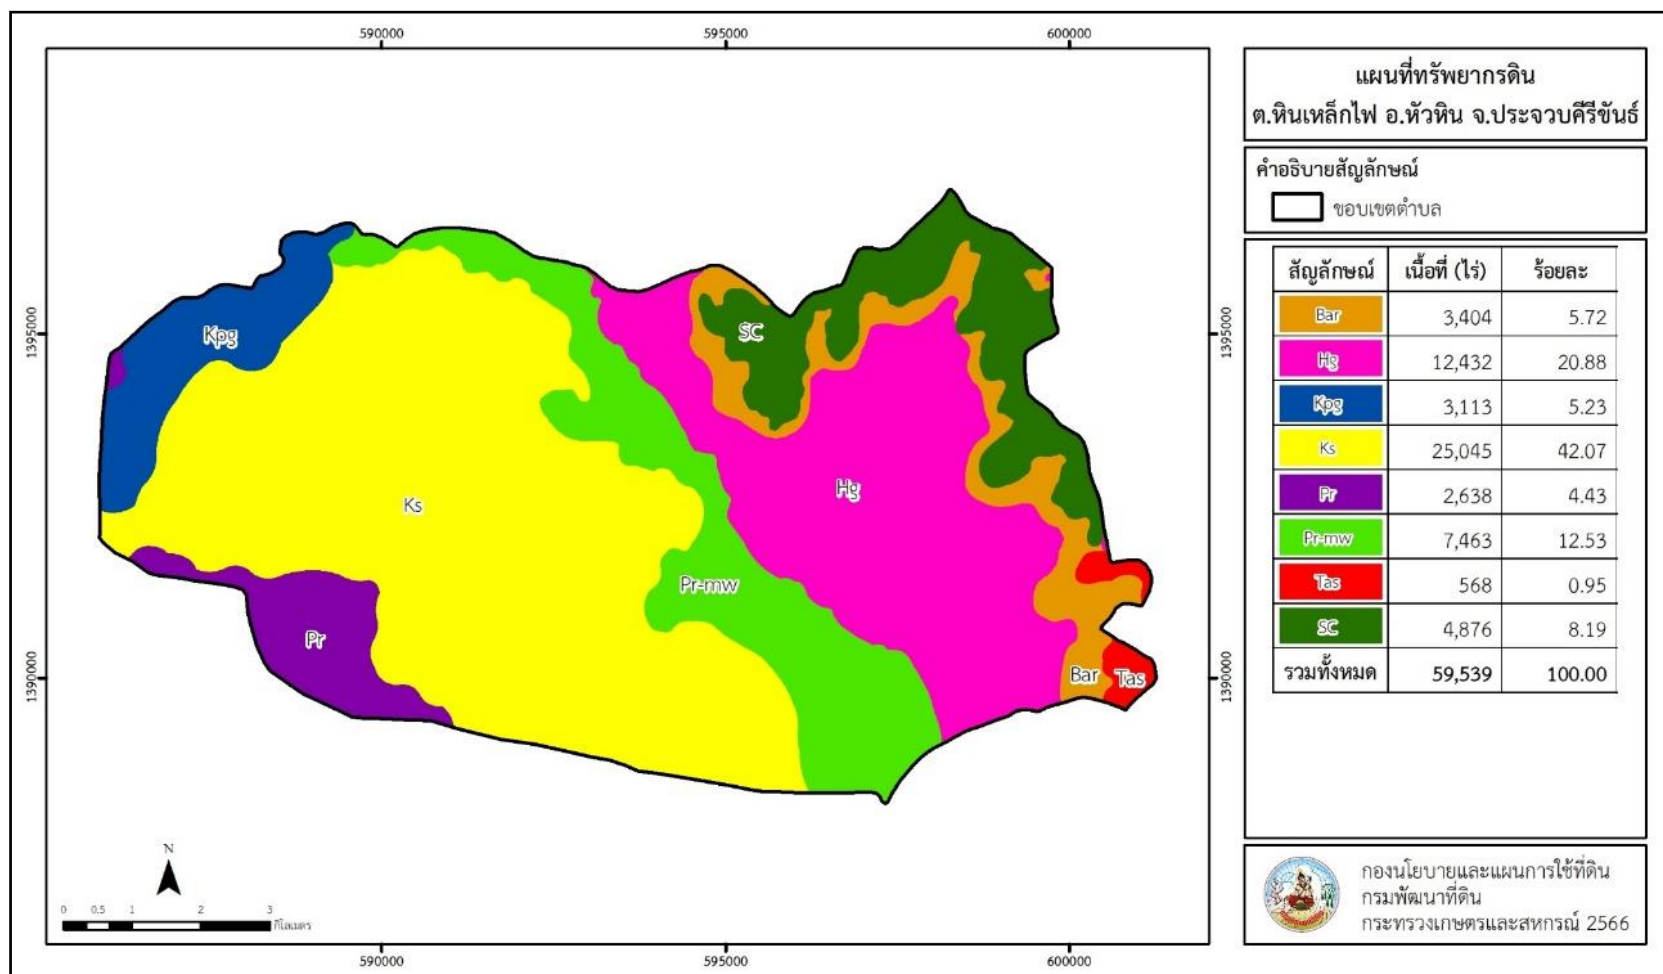 590000
595000
600000
1395000
1395000
1390000
1390000
Kpg
SC
Ks
Hg
Pr-mw
Pr
Bar
Tas
N
0 0.5 1 2 3
กิโลเมตร
590000
595000
600000
แผนที่ทรัพยากรดิน
ต.หินเหล็กไฟ อ.หัวหิน จ.ประจวบคีรีขันธ์
คำอธิบายสัญลักษณ์
ขอบเขตตำบล
สัญลักษณ์ เนื้อที่ (ไร่) ร้อยละ
Bar 3,404 5.72
Hg 12,432 20.88
Kpg 3,113 5.23
Ks 25,045 42.07
Pr 2,638 4.43
Pr-mw 7,463 12.53
Tas 568 0.95
SC 4,876 8.19
รวมทั้งหมด 59,539 100.00
กองนโยบายและแผนการใช้ที่ดิน
กรมพัฒนาที่ดิน
กระทรวงเกษตรและสหกรณ์ 2566